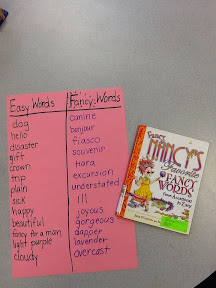 Easy Words Fancy Words
dog canine
hello bonjour
disaster fiasco
gift souvenir
crown tiara
trip excursion
plain understated
sick ill
happy joyous
beautiful gorgeous
fancy for a man dapper
light purple lavender
cloudy overcast
Fancy
NANCY'S
Favorite
FANCY
WORDS
From Accessories
to Zany